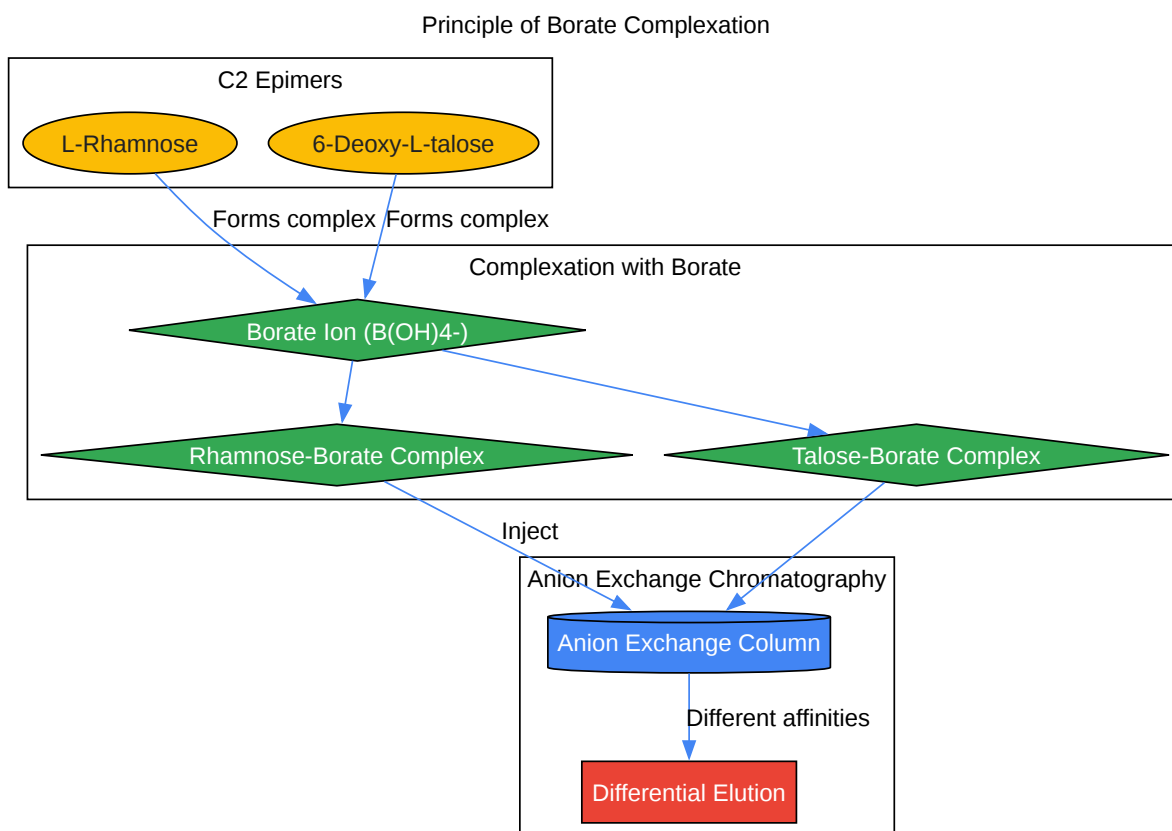 Principle of Borate Complexation
C2 Epimers
L-Rhamnose
6-Deoxy-L-talose
Forms complex
Forms complex
Complexation with Borate
Borate Ion (B(OH)4-)
Rhamnose-Borate Complex
Talose-Borate Complex
Inject
Anion Exchange Chromatography
Anion Exchange Column
Different affinities
Differential Elution